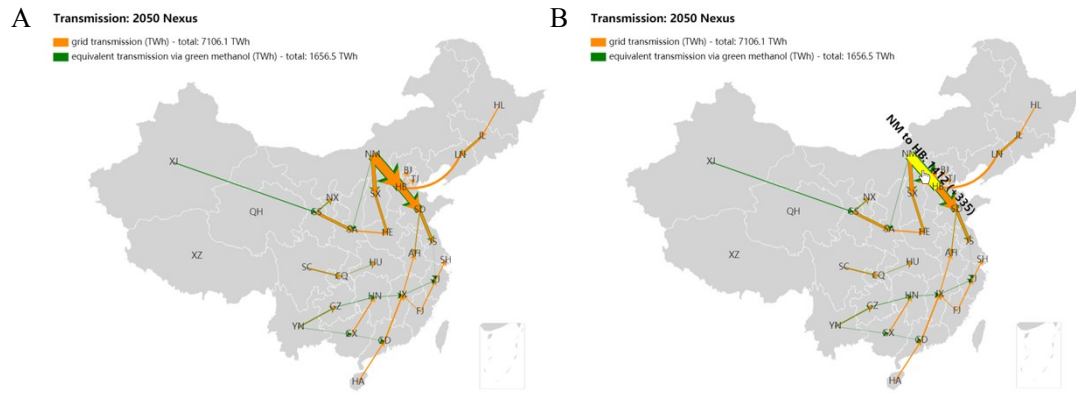 A
Transmission: 2050 Nexus
grid transmission (TWh) - total: 7106.1 TWh
equivalent transmission via green methanol (TWh) - total: 1656.5 TWh
HL
JL
NM
LN
XJ
BJ
TJ
HB
NX
SX
SD
QH
GS
SA
HE
JS
AH
XZ
SC
CQ
HU
SH
ZJ
HN
JX
GZ
FJ
YN
GX
GD
HA
B
Transmission: 2050 Nexus
grid transmission (TWh) - total: 7106.1 TWh
equivalent transmission via green methanol (TWh) - total: 1656.5 TWh
NM to HB: 1412 (+335)
HL
JL
NM
LN
XJ
BJ
TJ
HB
NX
SX
SD
QH
GS
SA
HE
JS
AH
XZ
SC
CQ
HU
SH
HN
JX
GZ
FJ
YN
GX
GD
HA